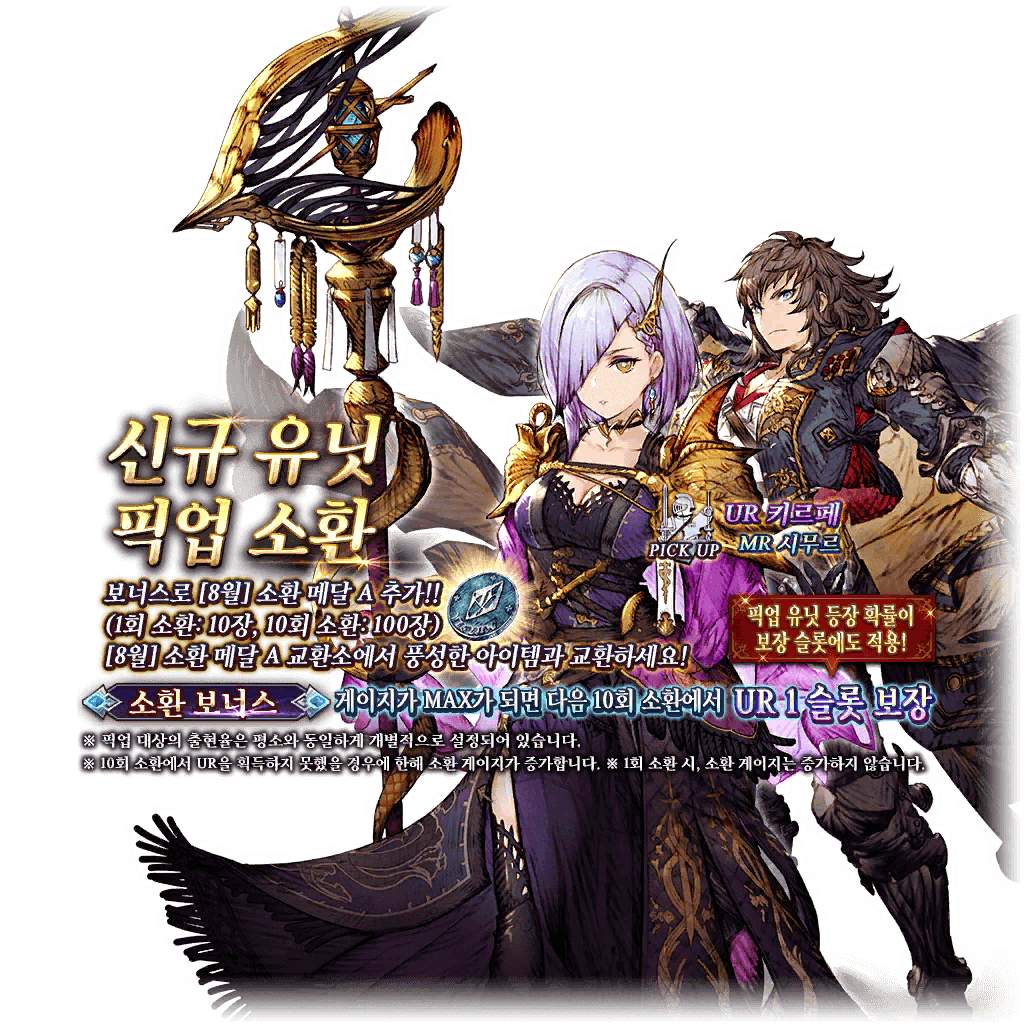 신규 유닛
픽업 소환
PICK UP
UR 키르페
MR 시무르
보너스로 [8월] 소환 메달 A 추가!!
(1회 소환: 10장, 10회 소환: 100장)
[8월] 소환 메달 A 교환소에서 풍성한 아이템과 교환하세요!
픽업 유닛 등장 확률이
보장 슬롯에도 적용!
소환 보너스 게이지가 MAX가 되면 다음 10회 소환에서 UR 1 슬롯 보장
※ 픽업 대상의 출현율은 평소와 동일하게 개별적으로 설정되어 있습니다.
※ 10회 소환에서 UR을 획득하지 못했을 경우에 한해 소환 게이지가 증가합니다. ※ 1회 소환 시, 소환 게이지는 증가하지 않습니다.